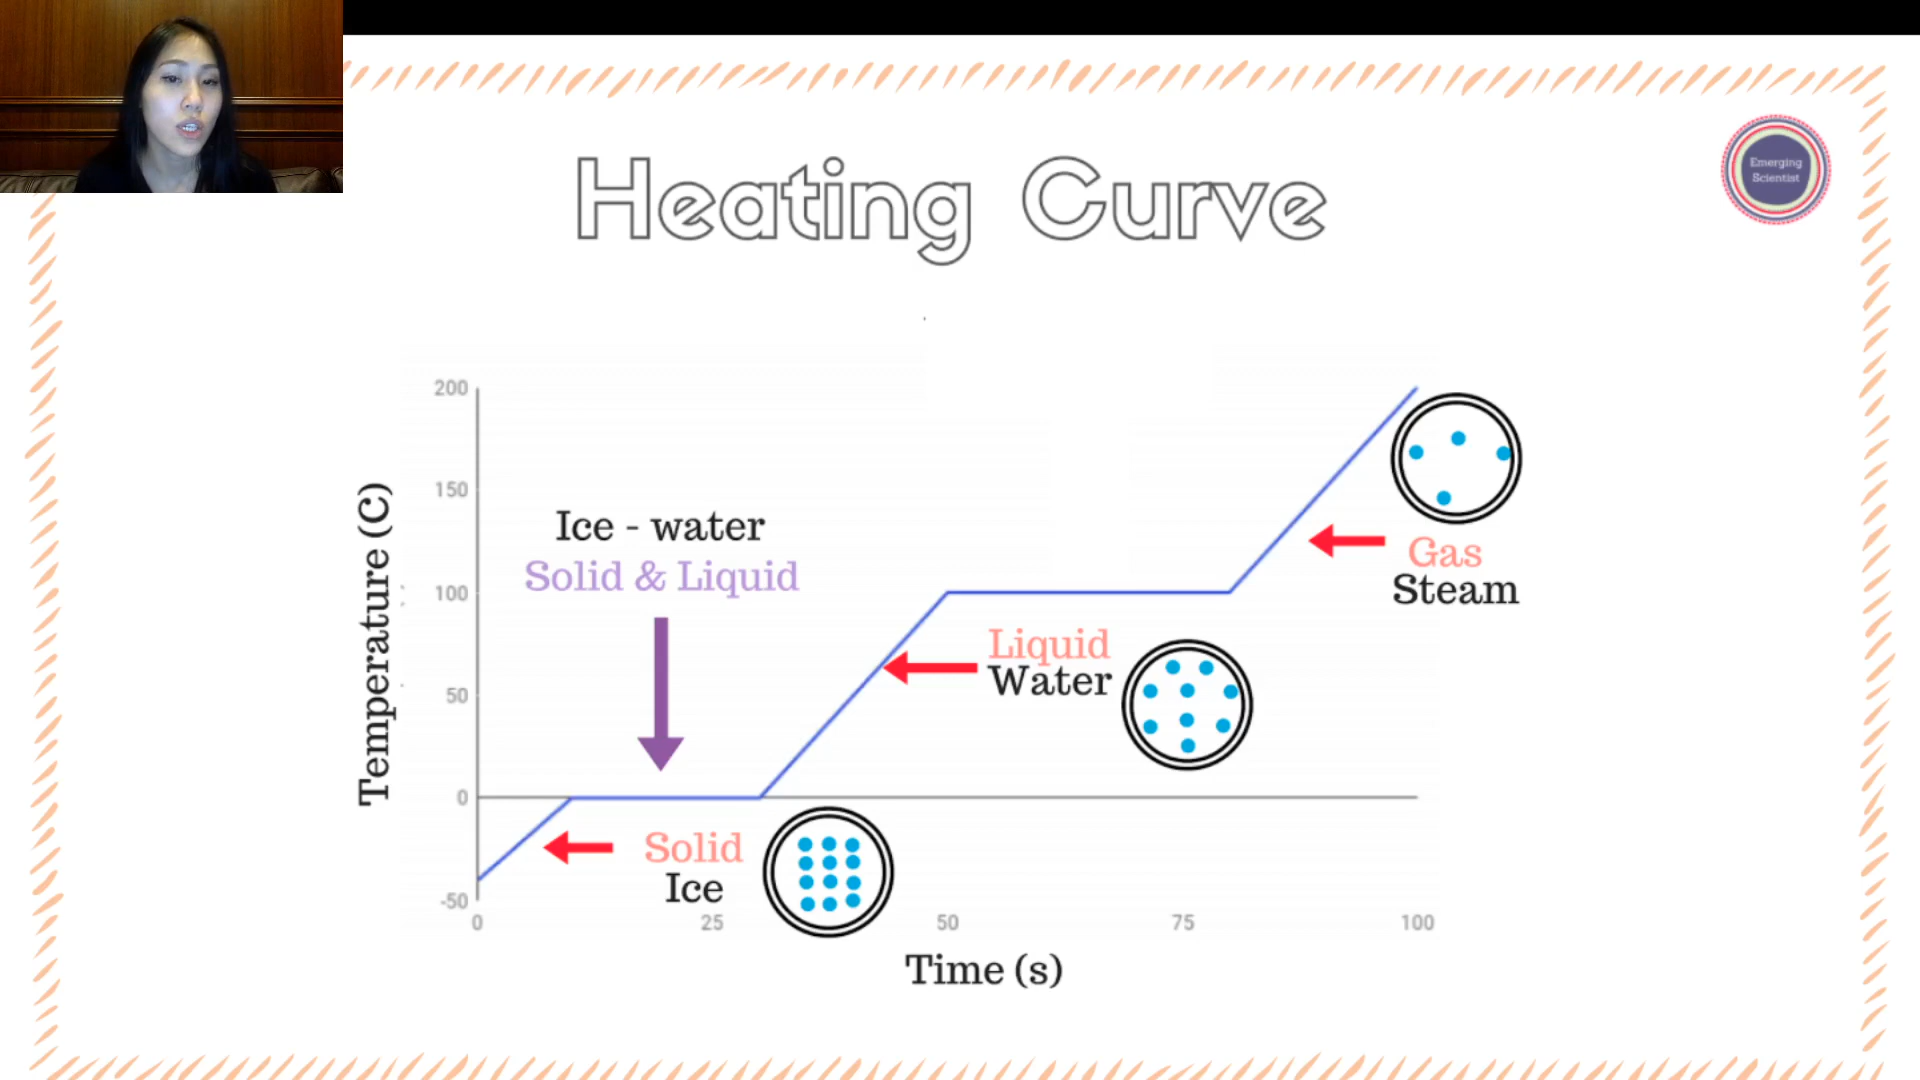 Emerging
Scientist
Heating Curve
200
150
100
50
0
-50
Temperature (C)
Ice - water
Solid & Liquid
Gas
Steam
Liquid
Water
Solid
Ice
0 25 50 75 100
Time (s)